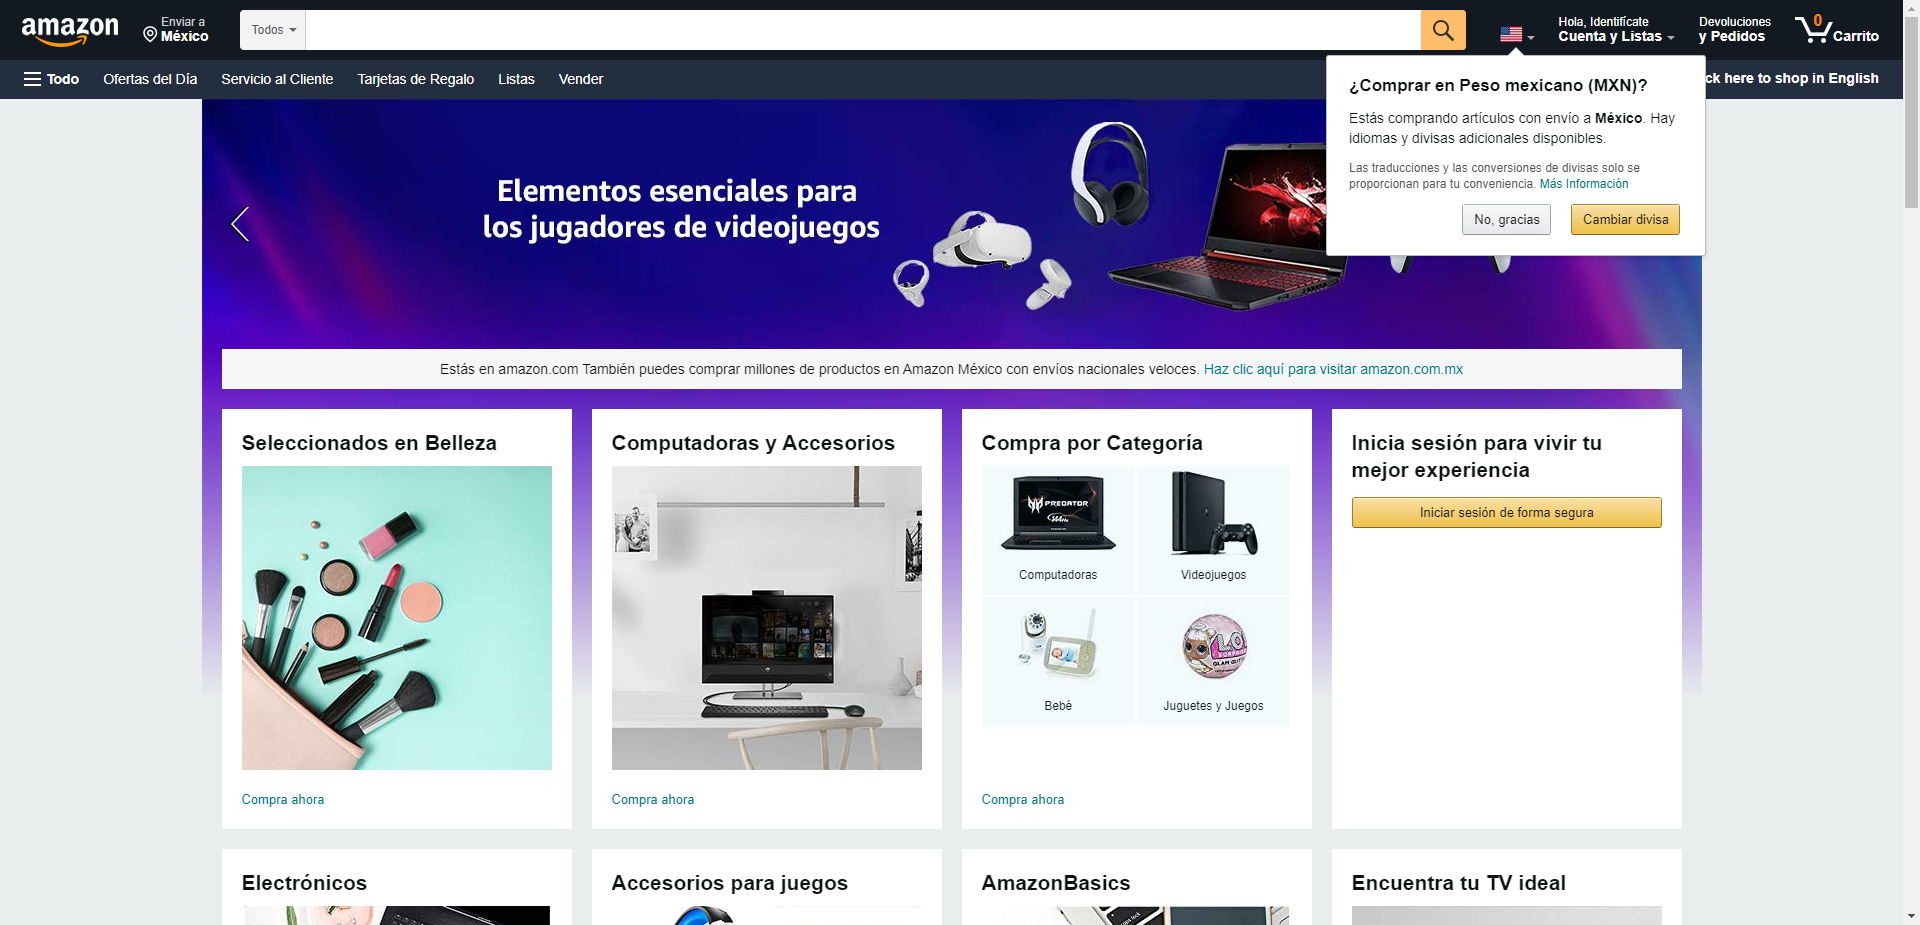 amazon
Enviar a
México
Todos
Hola, Identifícate
Cuenta y Listas
Devoluciones
y Pedidos
0
Carrito
Todo
Ofertas del Día
Servicio al Cliente
Tarjetas de Regalo
Listas
Vender
ck here to shop in English
¿Comprar en Peso mexicano (MXN)?
Estás comprando artículos con envío a México. Hay
idiomas y divisas adicionales disponibles.
Las traducciones y las conversiones de divisas solo se
proporcionan para tu conveniencia. Más Información
No, gracias
Cambiar divisa
Elementos esenciales para
los jugadores de videojuegos
Estás en amazon.com También puedes comprar millones de productos en Amazon México con envíos nacionales veloces. Haz clic aquí para visitar amazon.com.mx
Seleccionados en Belleza
Compra ahora
Computadoras y Accesorios
Compra ahora
Compra por Categoría
PREDATOR
Computadoras
Videojuegos
Bebé
L.O.L
SURPRISE
GLAM GLITTER
Juguetes y Juegos
Compra ahora
Inicia sesión para vivir tu
mejor experiencia
Iniciar sesión de forma segura
Electrónicos
Accesorios para juegos
AmazonBasics
Encuentra tu TV ideal